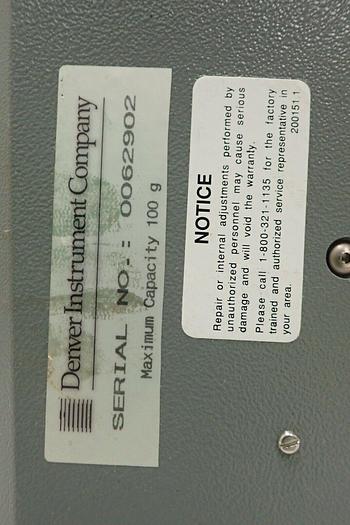 Denver Instrument Company
SERIAL NO.: 0062902
Maximum Capacity 100 g
NOTICE
Repair or internal adjustments performed by
unauthorized personnel may cause serious
damage and will void the warranty.
Please call 1-800-321-1135 for the factory
trained and authorized service representative in
your area.
200151 1